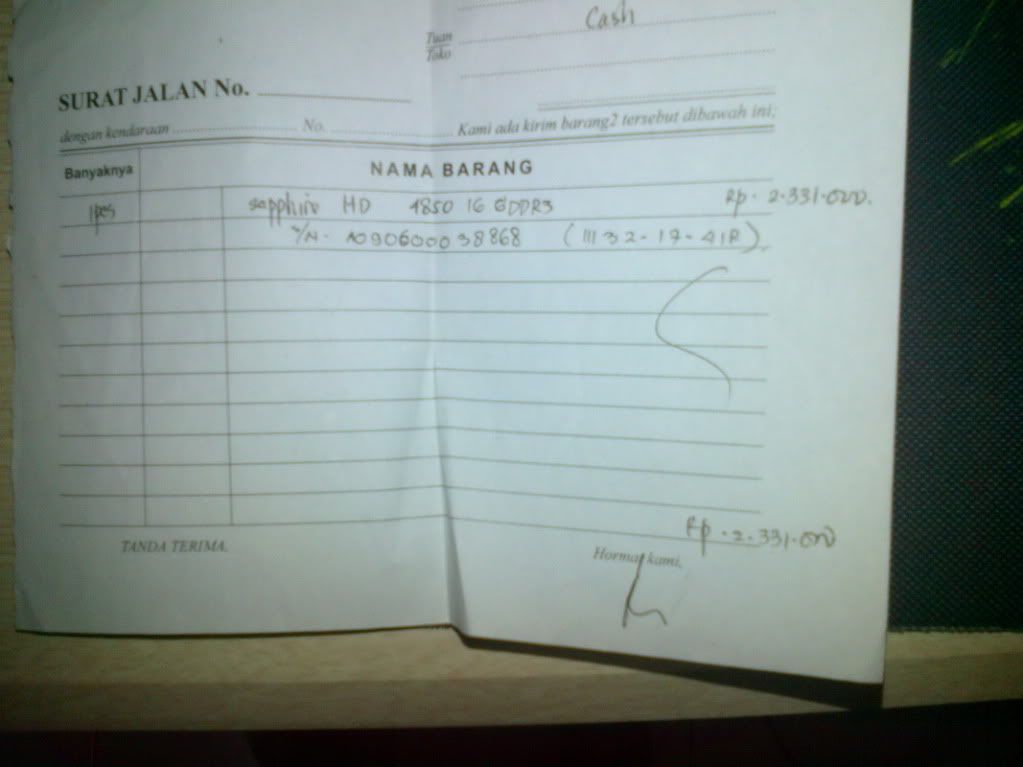 Cash
Tuan
Toko
SURAT JALAN No.
dengan kendaraan No. Kami ada kirim barang2 tersebut dibawah ini;
Banyaknya NAMA BARANG
1pcs sapphire HD 4850 1G GDDR3 Rp. 2.331.000.
S/N. A090600038868 (11132-17-41R).
Rp. 2.331.000
TANDA TERIMA, Hormat kami,